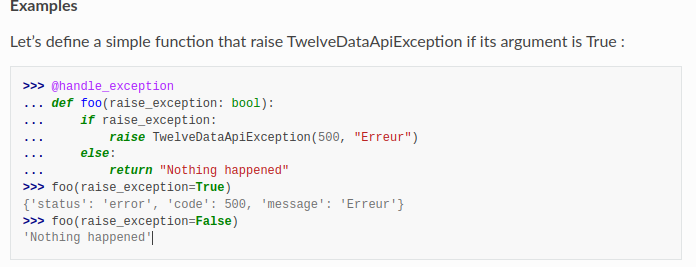 Examples
Let’s define a simple function that raise TwelveDataApiException if its argument is True :
>>> @handle_exception
... def foo(raise_exception: bool):
...     if raise_exception:
...         raise TwelveDataApiException(500, "Erreur")
...     else:
...         return "Nothing happened"
>>> foo(raise_exception=True)
{'status': 'error', 'code': 500, 'message': 'Erreur'}
>>> foo(raise_exception=False)
'Nothing happened'